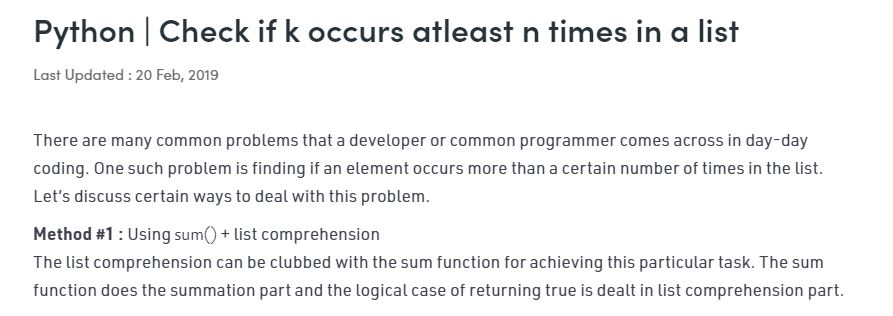 Python | Check if k occurs atleast n times in a list
Last Updated : 20 Feb, 2019
There are many common problems that a developer or common programmer comes across in day-day
coding. One such problem is finding if an element occurs more than a certain number of times in the list.
Let's discuss certain ways to deal with this problem.
Method #1 : Using sum() + list comprehension
The list comprehension can be clubbed with the sum function for achieving this particular task. The sum
function does the summation part and the logical case of returning true is dealt in list comprehension part.